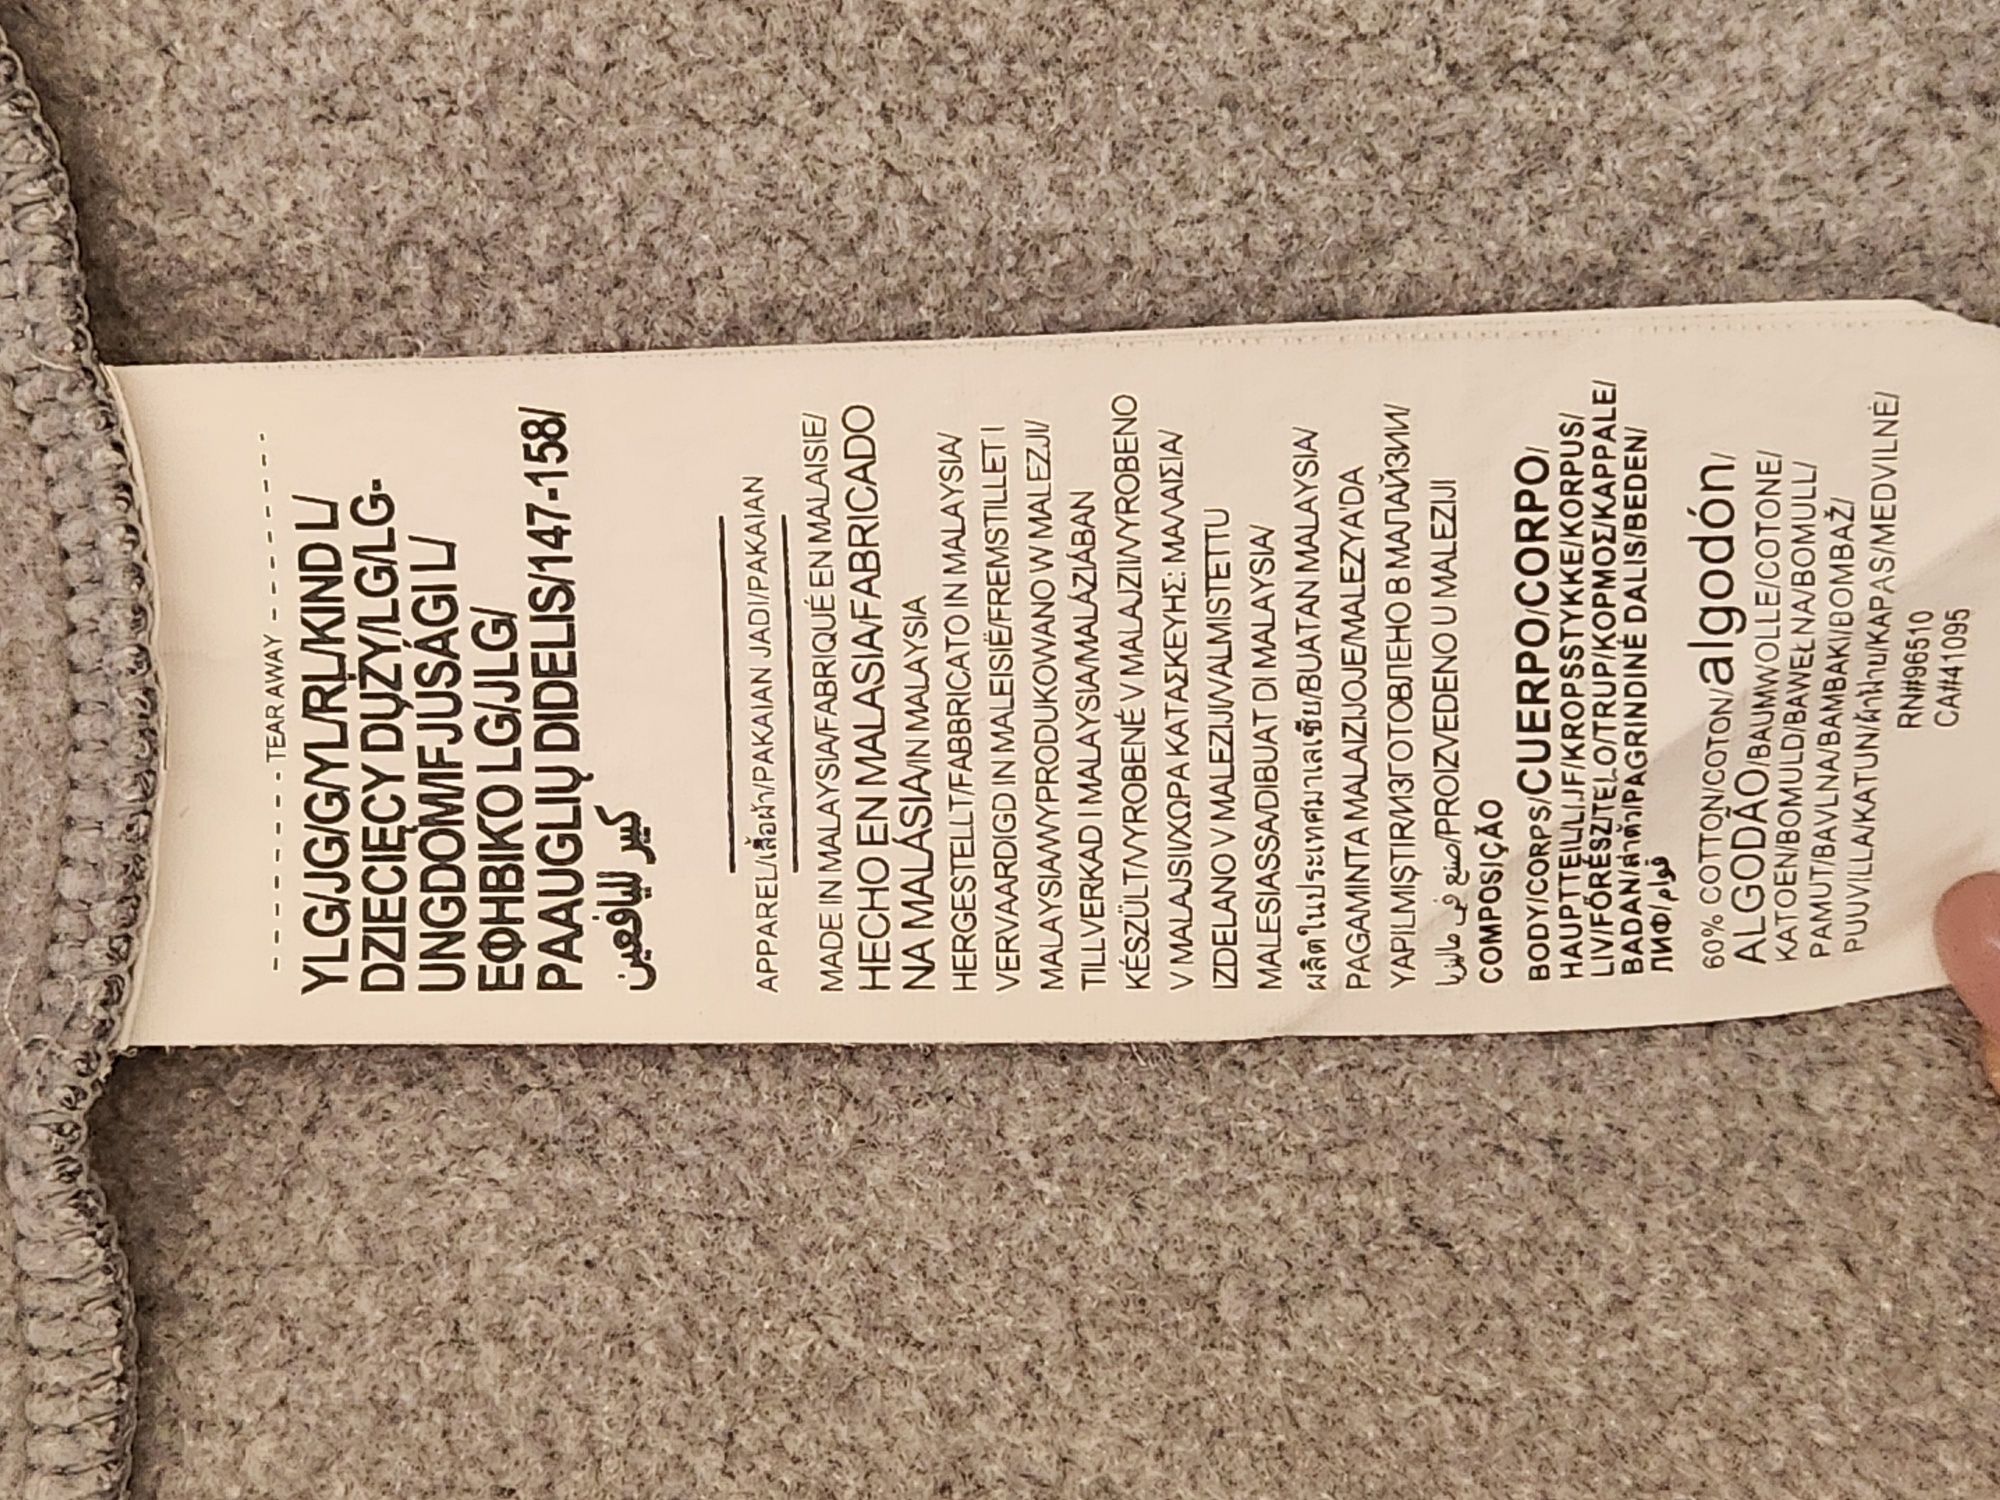 TEAR AWAY
YLG/JG/G/YL/RĻ/KIND L/
DZIECIĘCY DUŻY/LG/LG-
UNGDOM/IFJUSÁGI L/
ΕΦΗΒΙΚΟ LG/JLG/
PAAUGLIŲ DIDELIS/147-158/
كبير لليافعين
APPAREL/เสื้อผ้า/PAKAIAN JADI/PAKAIAN
MADE IN MALAYSIA/FABRIQUÉ EN MALAISIE/
HECHO EN MALASIA/FABRICADO
NA MALÁSIA/IN MALAYSIA
HERGESTELLT/FABBRICATO IN MALAYSIA/
VERVAARDIGD IN MALEISIË/FREMSTILLET I
MALAYSIA/WYPRODUKOWANO W MALEZJI/
TILLVERKAD I MALAYSIA/MALÁZIÁBAN
KÉSZÜLT/VYROBENÉ V MALAJZII/VYROBENO
V MALAJSII/ΧΩΡΑ ΚΑΤΑΣΚΕΥΗΣ: ΜΑΛΑΙΣΙΑ/
IZDELANO V MALEZIJI/VALMISTETTU
MALESIASSA/DIBUAT DI MALAYSIA/
ผลิตในประเทศมาเลเซีย/BUATAN MALAYSIA/
PAGAMINTA MALAIZIJOJE/MALEZYA'DA
YAPILMIŞTIR/ИЗГОТОВЛЕНО В МАЛАЙЗИИ/
صنع في ماليزيا/PROIZVEDENO U MALEZIJI
COMPOSIÇÃO
BODY/CORPS/CUERPO/CORPO/
HAUPTTEIL/LIJF/KROPSSTYKKE/KORPUS/
LIV/FŐRÉSZ/TELO/TRUP/ΚΟΡΜΟΣ/KAPPALE/
BADAN/ลำตัว/PAGRINDINĖ DALIS/BEDEN/
ЛИФ/قوام/
60% COTTON/COTON/algodón/
ALGODÃO/BAUMWOLLE/COTONE/
KATOEN/BOMULD/BAWEŁNA/BOMULL/
PAMUT/BAVLNA/BAMBAKI/BOMBAŽ/
PUUVILLA/KATUN/ผ้าฝ้าย/KAPAS/MEDVILNĖ/
RN#96510
CA#41095